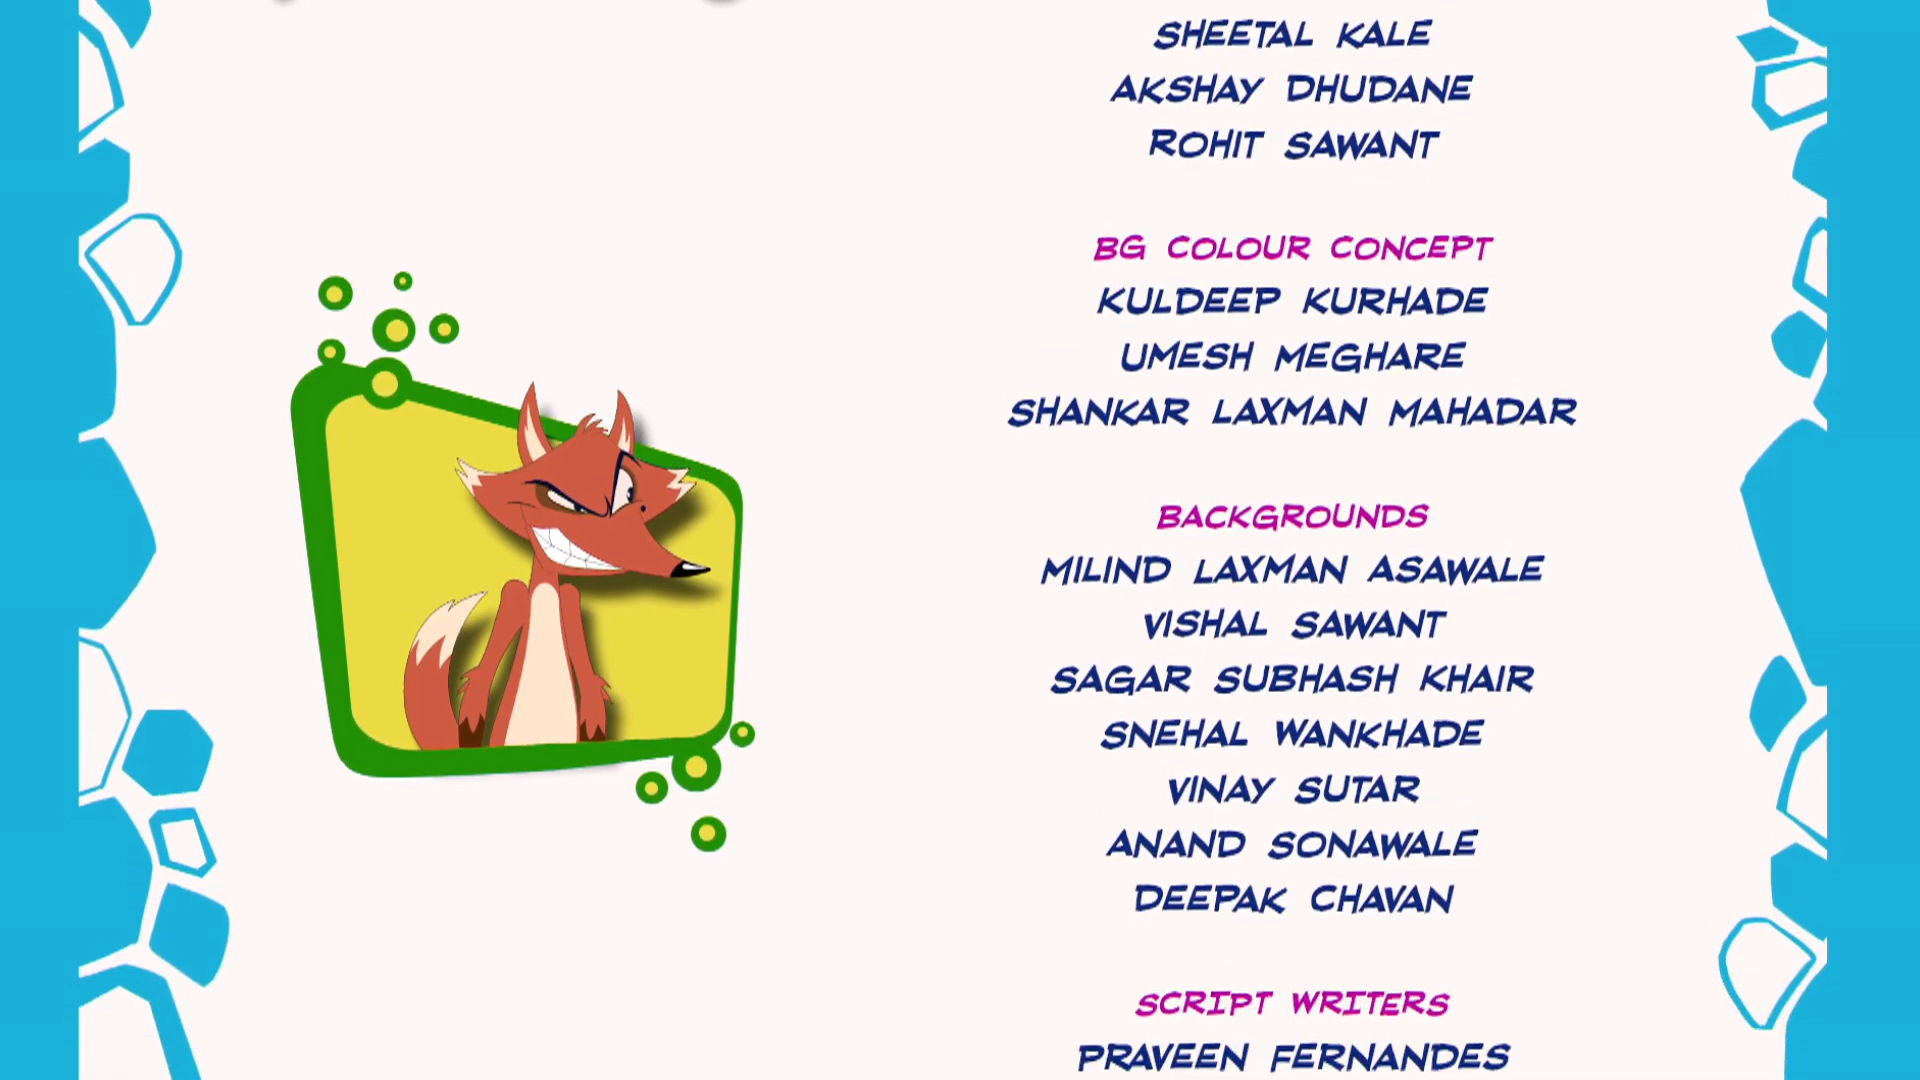 SHEETAL KALE
AKSHAY DHUDANE
ROHIT SAWANT
BG COLOUR CONCEPT
KULDEEP KURHADE
UMESH MEGHARE
SHANKAR LAXMAN MAHADAR
BACKGROUNDS
MILIND LAXMAN ASAWALE
VISHAL SAWANT
SAGAR SUBHASH KHAIR
SNEHAL WANKHADE
VINAY SUTAR
ANAND SONAWALE
DEEPAK CHAVAN
SCRIPT WRITERS
PRAVEEN FERNANDES